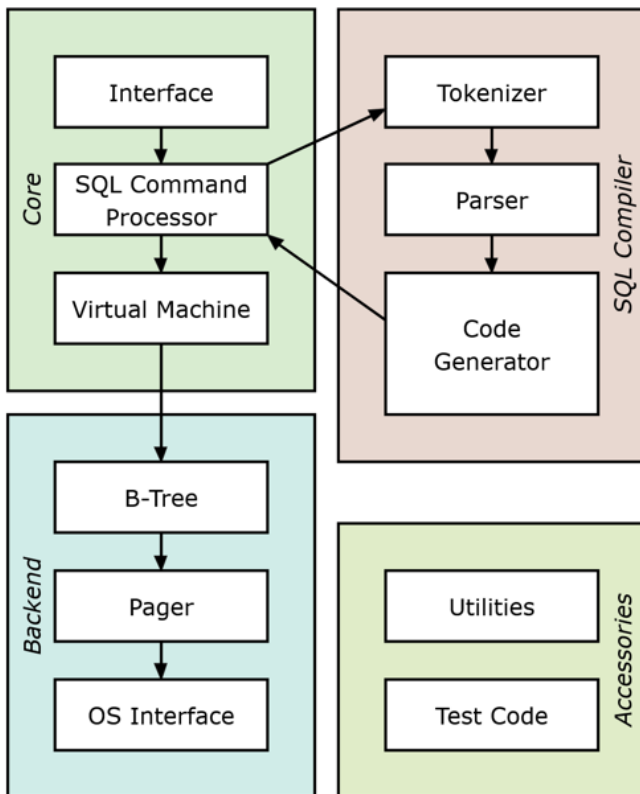 Core
Interface
SQL Command
Processor
Virtual Machine
SQL Compiler
Tokenizer
Parser
Code
Generator
Backend
B-Tree
Pager
OS Interface
Accessories
Utilities
Test Code